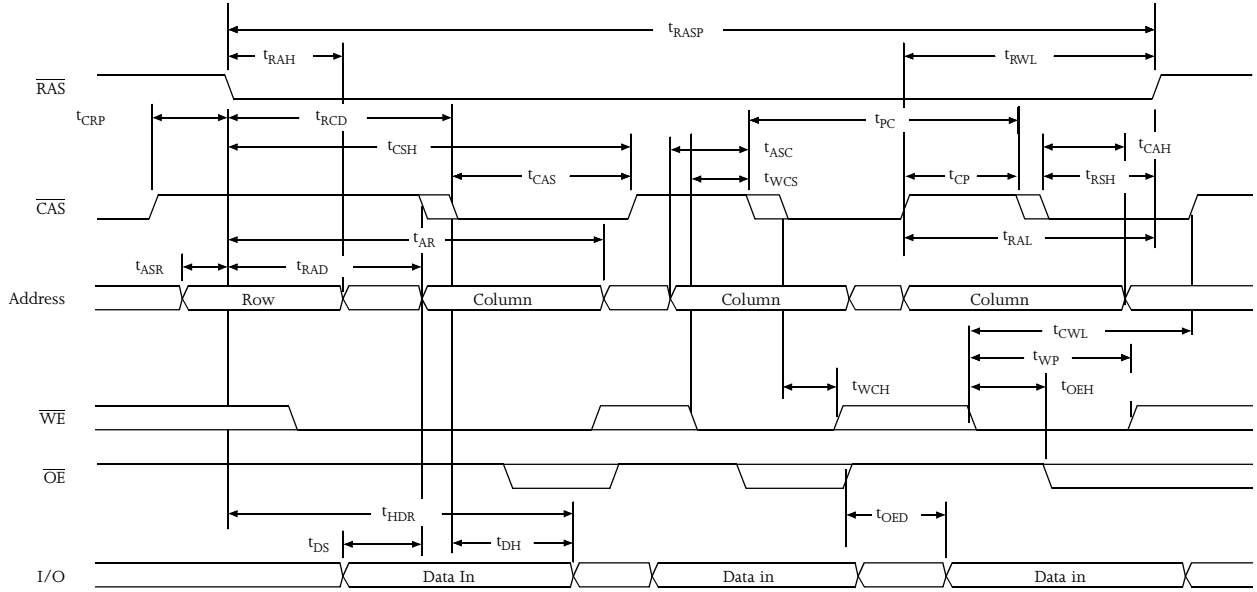 tRASP
tRAH
tRWL
RAS
tCRP
tRCD
tPC
tCSH
tASC
tCAH
tCAS
tWCS
tCP
tRSH
CAS
tAR
tRAL
tASR
tRAD
Address
Row
Column
Column
Column
tCWL
tWP
tWCH
tOEH
WE
OE
tHDR
tOED
tDS
tDH
I/O
Data In
Data in
Data in